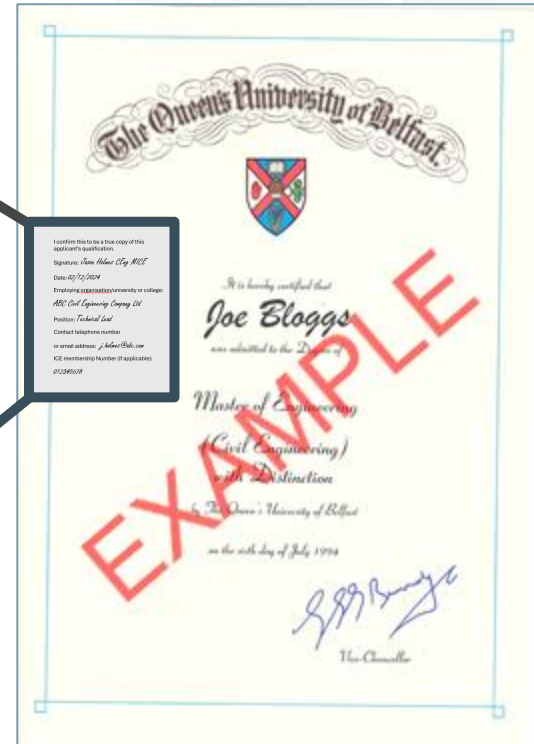 The Queen's University of Belfast.
I confirm this to be a true copy of this
applicant's qualification.
Signature: Jason Holmes CEng MICE
Date: 02/12/2024
Employing organisation/university or college:
ABC Civil Engineering Company Ltd
Position: Technical Lead
Contact telephone number
or email address: j.holmes@abc.com
ICE membership Number (if applicable):
012345678
It is hereby certified that
Joe Bloggs
was admitted to the Degree of
Master of Engineering
(Civil Engineering)
with Distinction
by The Queen's University of Belfast
on the sixth day of July 1994
Vice-Chancellor
EXAMPLE